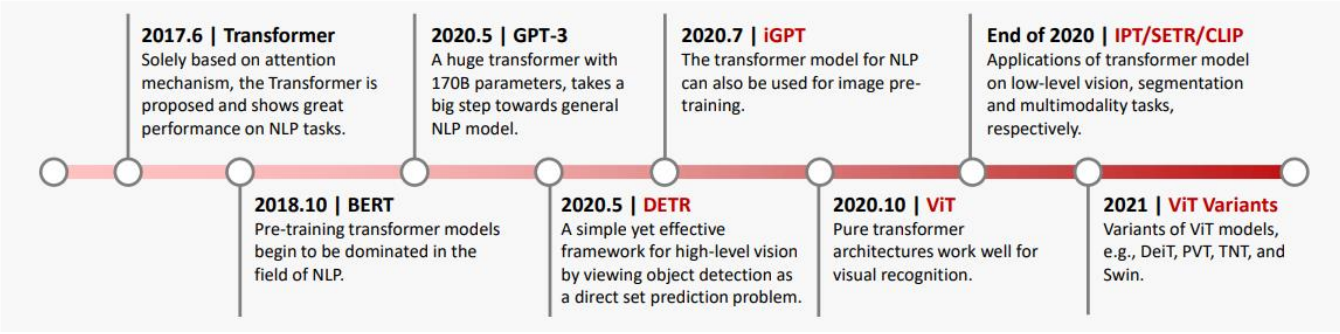 2017.6 | Transformer
Solely based on attention
mechanism, the Transformer is
proposed and shows great
performance on NLP tasks.
2018.10 | BERT
Pre-training transformer models
begin to be dominated in the
field of NLP.
2020.5 | GPT-3
A huge transformer with
170B parameters, takes a
big step towards general
NLP model.
2020.5 | DETR
A simple yet effective
framework for high-level vision
by viewing object detection as
a direct set prediction problem.
2020.7 | iGPT
The transformer model for NLP
can also be used for image pre-
training.
2020.10 | ViT
Pure transformer
architectures work well for
visual recognition.
End of 2020 | IPT/SETR/CLIP
Applications of transformer model
on low-level vision, segmentation
and multimodality tasks,
respectively.
2021 | ViT Variants
Variants of ViT models,
e.g., DeiT, PVT, TNT, and
Swin.